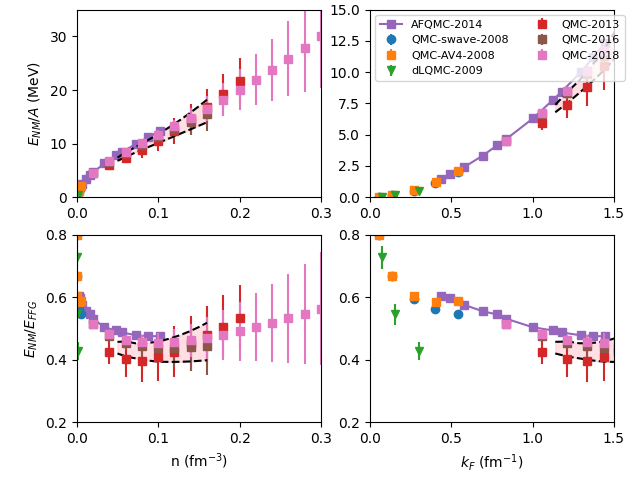 30
20
10
0
0.0 0.1 0.2 0.3
E_NM/A (MeV)
15.0
12.5
10.0
7.5
5.0
2.5
0.0
0.0 0.5 1.0 1.5
AFQMC-2014
QMC-swave-2008
QMC-AV4-2008
dLQMC-2009
QMC-2013
QMC-2016
QMC-2018
0.8
0.6
0.4
0.2
0.0 0.1 0.2 0.3
E_NM/E_FFG
n (fm⁻³)
0.8
0.6
0.4
0.2
0.0 0.5 1.0 1.5
k_F (fm⁻¹)